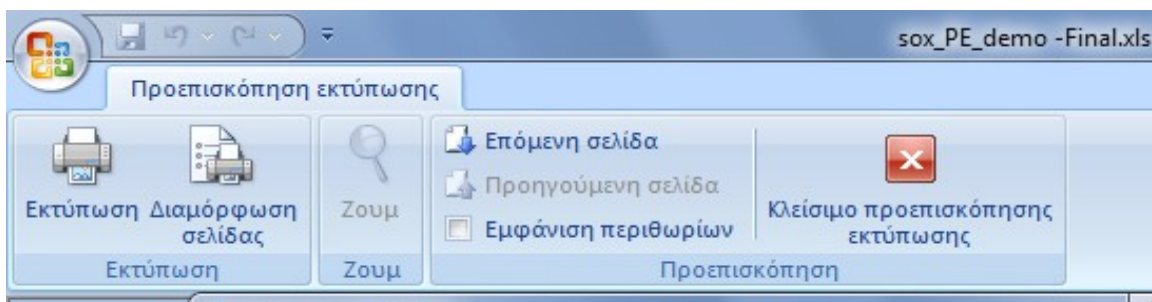 sox_PE_demo -Final.xls
Προεπισκόπηση εκτύπωσης
Εκτύπωση
Διαμόρφωση
σελίδας
Εκτύπωση
Ζουμ
Ζουμ
Επόμενη σελίδα
Προηγούμενη σελίδα
Εμφάνιση περιθωρίων
Κλείσιμο προεπισκόπησης
εκτύπωσης
Προεπισκόπηση